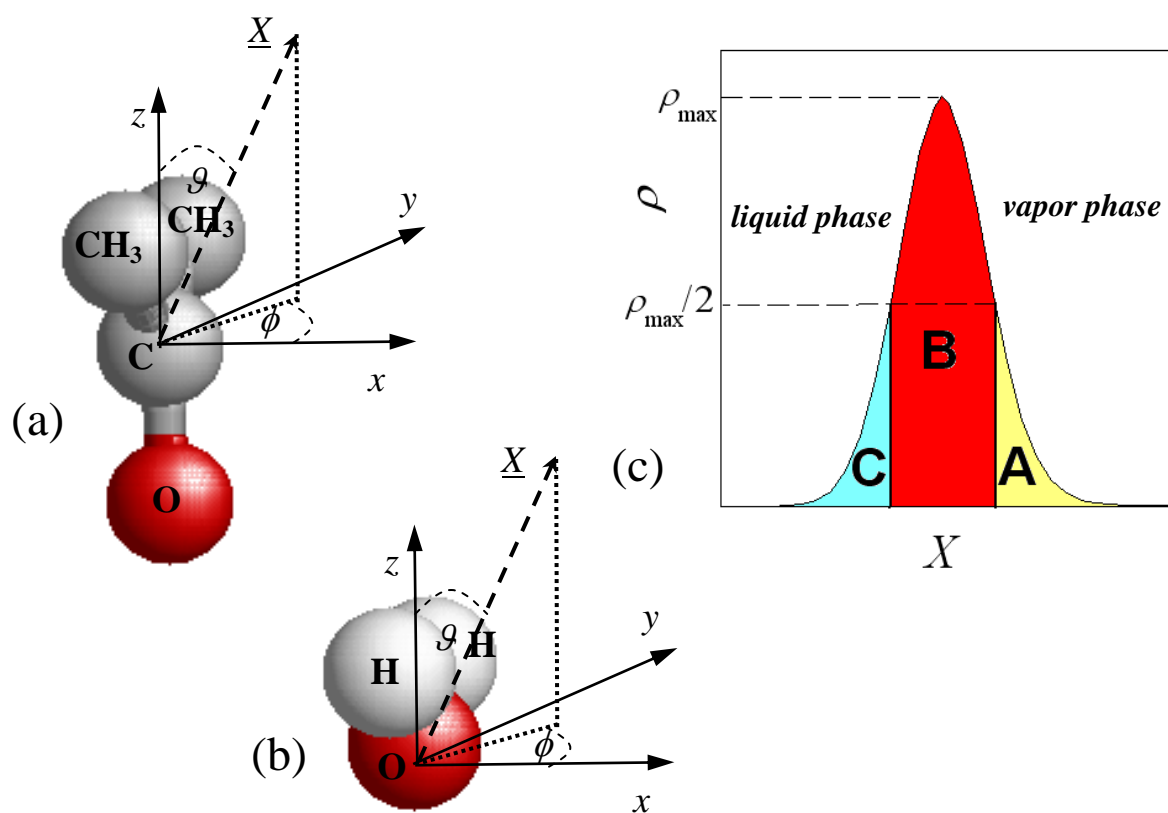 X
z
ϑ
CH₃
CH₃
y
C
ϕ
x
(a)
O
X
z
ϑ
H
H
y
(b)
O
ϕ
x
(c)
ρmax
ρ
liquid phase
vapor phase
ρmax/2
B
C
A
X